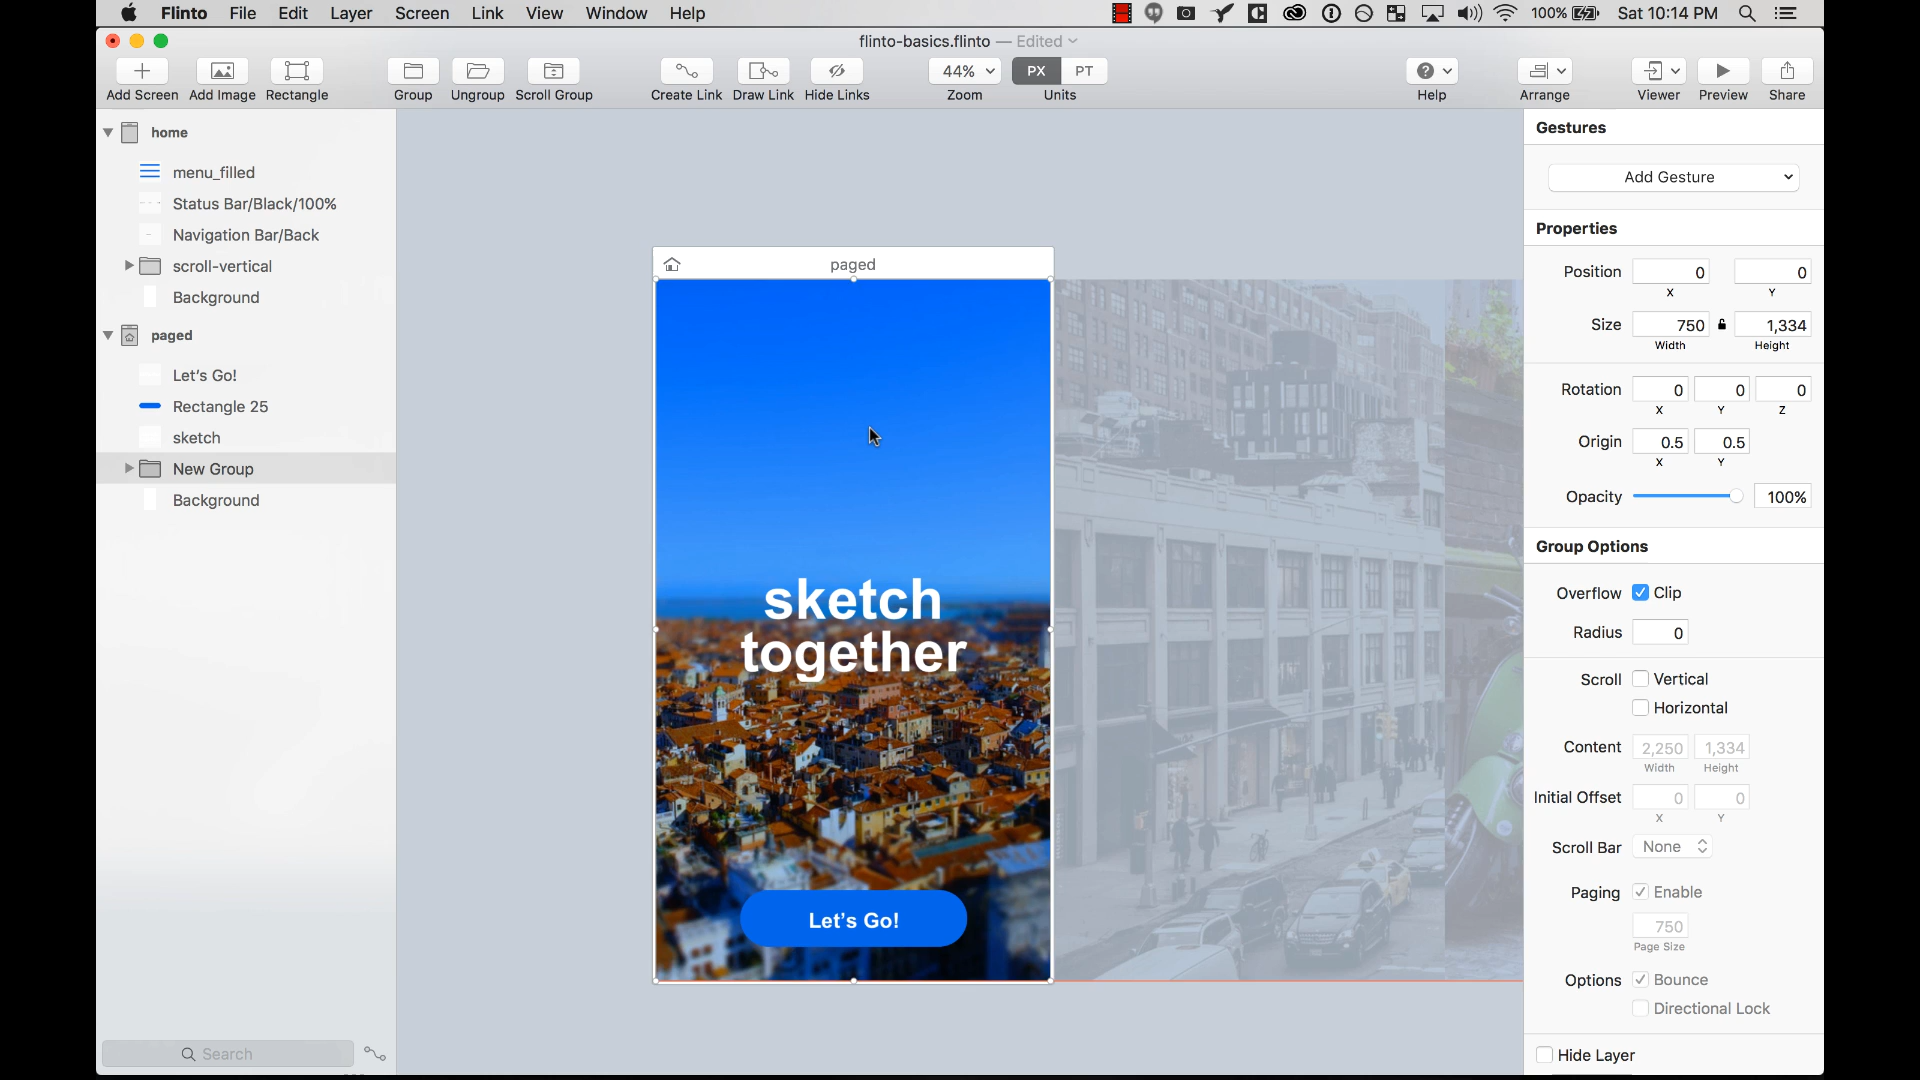 Flinto File Edit Layer Screen Link View Window Help 100% Sat 10:14 PM
flinto-basics.flinto — Edited
44% PX PT
Add Screen Add Image Rectangle Group Ungroup Scroll Group Create Link Draw Link Hide Links Zoom Units Help Arrange Viewer Preview Share
home
menu_filled
Status Bar/Black/100%
Navigation Bar/Back
scroll-vertical
Background
paged
Let's Go!
Rectangle 25
sketch
New Group
Background
Search
paged
sketch
together
Let's Go!
Gestures
Add Gesture
Properties
Position 0 0
X Y
Size 750 1,334
Width Height
Rotation 0 0 0
X Y Z
Origin 0.5 0.5
X Y
Opacity 100%
Group Options
Overflow Clip
Radius 0
Scroll Vertical
Horizontal
Content 2,250 1,334
Width Height
Initial Offset 0 0
X Y
Scroll Bar None
Paging Enable
750
Page Size
Options Bounce
Directional Lock
Hide Layer